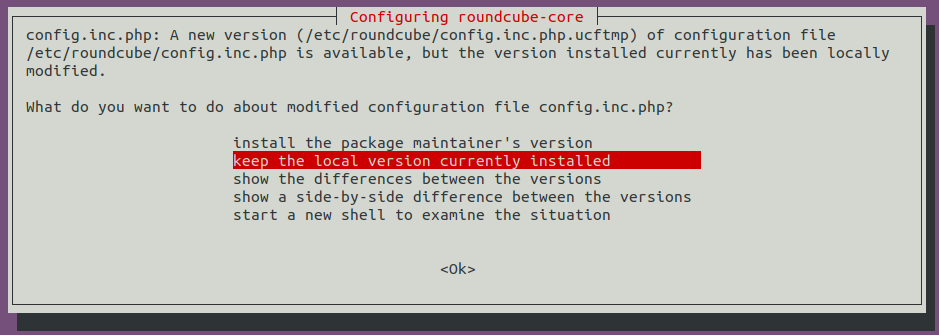 Configuring roundcube-core
config.inc.php: A new version (/etc/roundcube/config.inc.php.ucftmp) of configuration file
/etc/roundcube/config.inc.php is available, but the version installed currently has been locally
modified.
What do you want to do about modified configuration file config.inc.php?
install the package maintainer's version
keep the local version currently installed
show the differences between the versions
show a side-by-side difference between the versions
start a new shell to examine the situation
<Ok>